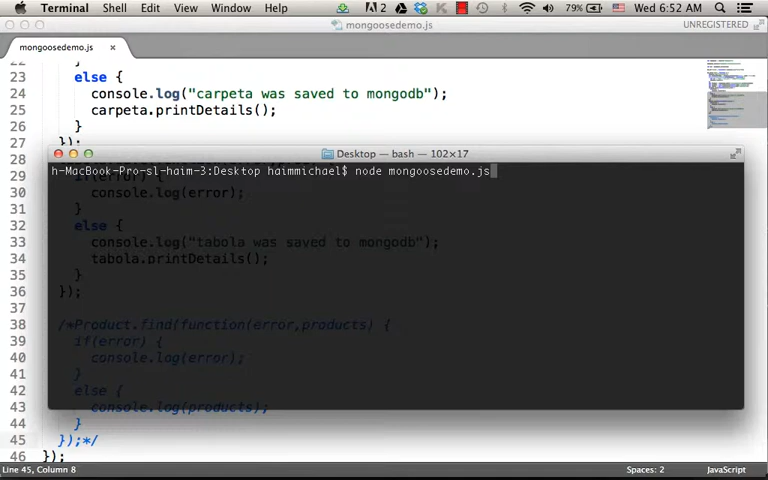 Terminal Shell Edit View Window Help 2 79% Wed 6:52 AM
mongoosedemo.js UNREGISTERED
mongoosedemo.js ×
22 }
23 else {
24 console.log("carpeta was saved to mongodb");
25 carpeta.printDetails();
26 }
27 });
Desktop — bash — 102×17
28
h-MacBook-Pro-sl-haim-3:Desktop haimmichael$ node mongoosedemo.js
29 if(error) {
30 console.log(error);
31 }
32 else {
33 console.log("tabola was saved to mongodb");
34 tabola.printDetails();
35 }
36 });
37
38 /*Product.find(function(error,products) {
39 if(error) {
40 console.log(error);
41 }
42 else {
43 console.log(products);
44 }
45 });*/
46 });
Line 45, Column 8 Spaces: 2 JavaScript